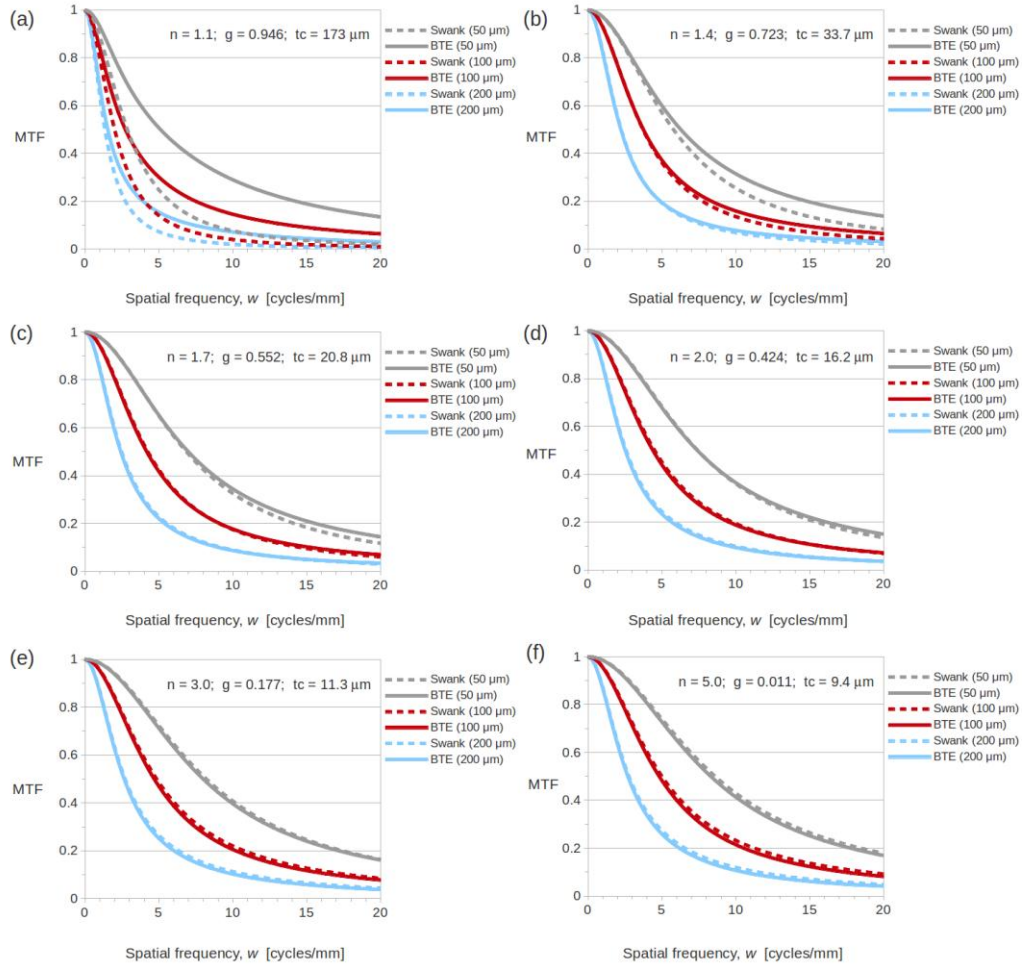 (a)
n = 1.1; g = 0.946; tc = 173 μm
Swank (50 μm)
BTE (50 μm)
Swank (100 μm)
BTE (100 μm)
Swank (200 μm)
BTE (200 μm)
MTF
1
0.8
0.6
0.4
0.2
0
0 5 10 15 20
Spatial frequency, w [cycles/mm]
(b)
n = 1.4; g = 0.723; tc = 33.7 μm
Swank (50 μm)
BTE (50 μm)
Swank (100 μm)
BTE (100 μm)
Swank (200 μm)
BTE (200 μm)
MTF
1
0.8
0.6
0.4
0.2
0
0 5 10 15 20
Spatial frequency, w [cycles/mm]
(c)
n = 1.7; g = 0.552; tc = 20.8 μm
Swank (50 μm)
BTE (50 μm)
Swank (100 μm)
BTE (100 μm)
Swank (200 μm)
BTE (200 μm)
MTF
1
0.8
0.6
0.4
0.2
0
0 5 10 15 20
Spatial frequency, w [cycles/mm]
(d)
n = 2.0; g = 0.424; tc = 16.2 μm
Swank (50 μm)
BTE (50 μm)
Swank (100 μm)
BTE (100 μm)
Swank (200 μm)
BTE (200 μm)
MTF
1
0.8
0.6
0.4
0.2
0
0 5 10 15 20
Spatial frequency, w [cycles/mm]
(e)
n = 3.0; g = 0.177; tc = 11.3 μm
Swank (50 μm)
BTE (50 μm)
Swank (100 μm)
BTE (100 μm)
Swank (200 μm)
BTE (200 μm)
MTF
1
0.8
0.6
0.4
0.2
0
0 5 10 15 20
Spatial frequency, w [cycles/mm]
(f)
n = 5.0; g = 0.011; tc = 9.4 μm
Swank (50 μm)
BTE (50 μm)
Swank (100 μm)
BTE (100 μm)
Swank (200 μm)
BTE (200 μm)
MTF
1
0.8
0.6
0.4
0.2
0
0 5 10 15 20
Spatial frequency, w [cycles/mm]